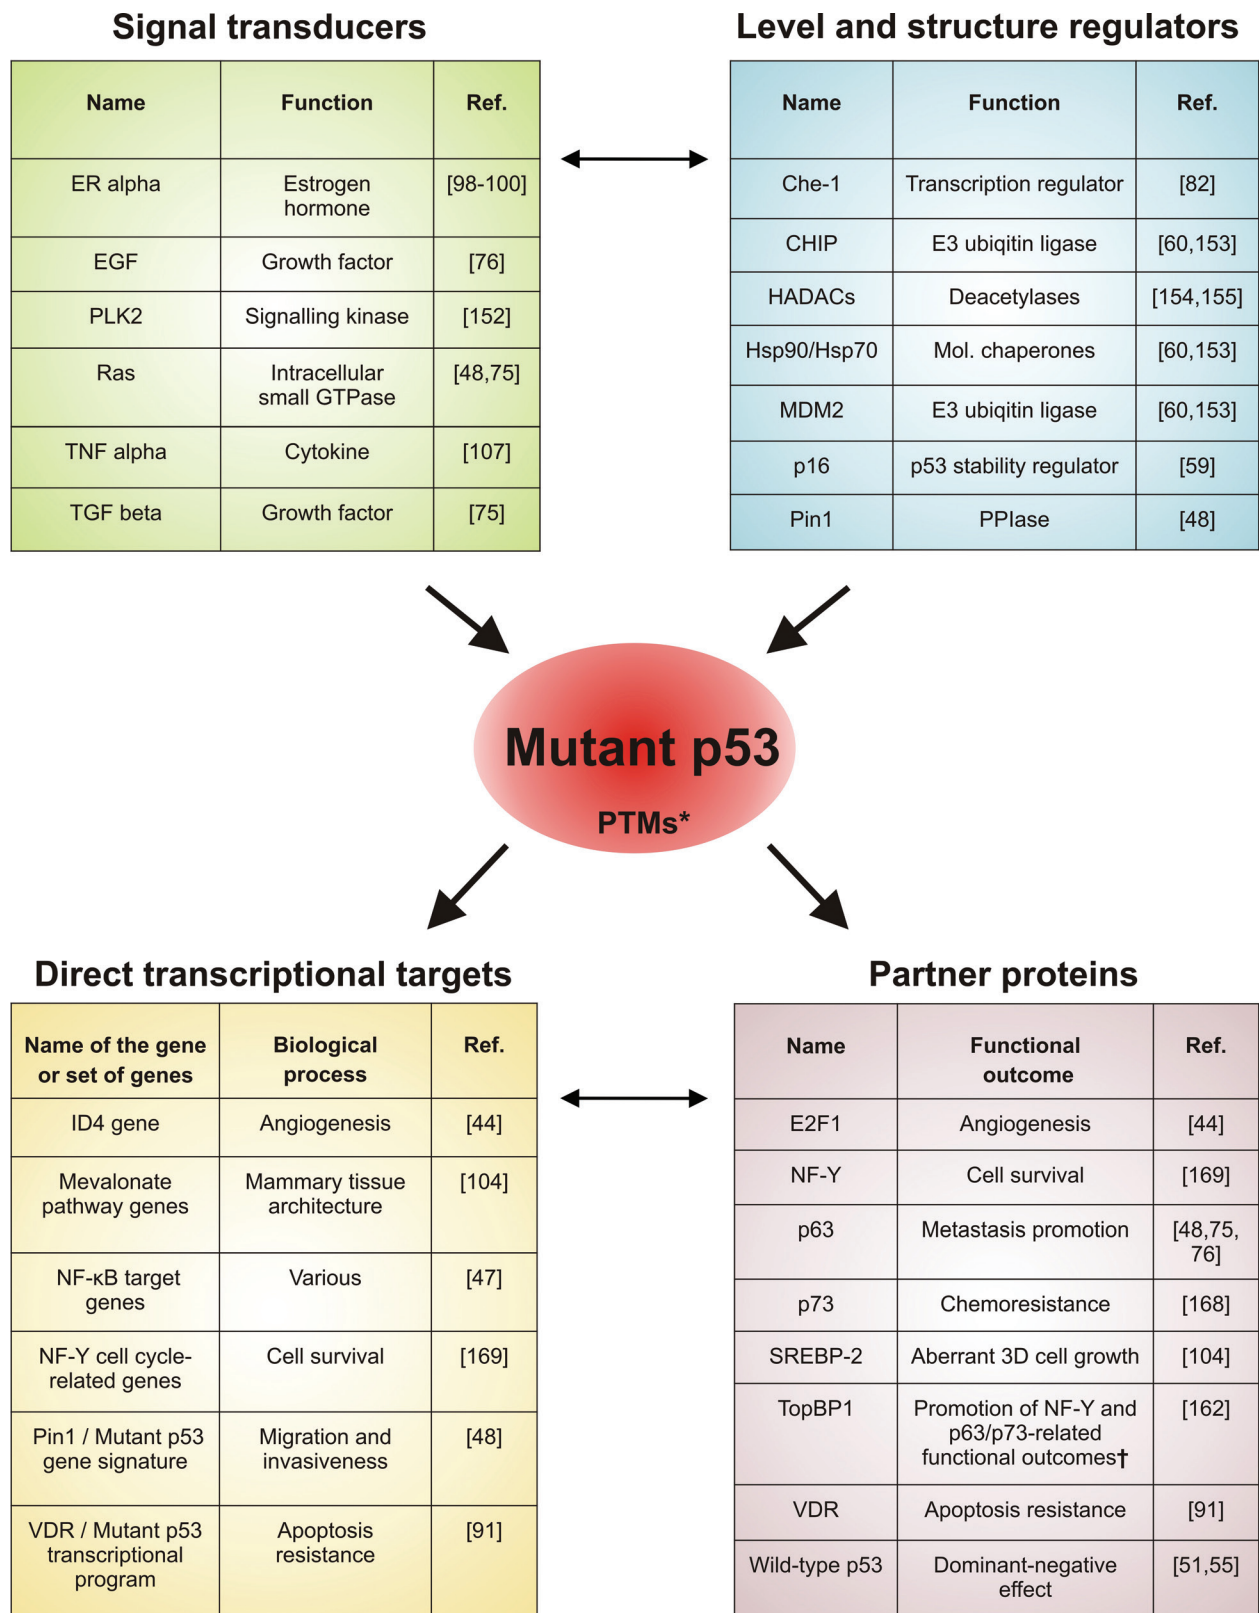 Signal transducers
Name Function Ref.
ER alpha Estrogen [98-100]
hormone
EGF Growth factor [76]
PLK2 Signalling kinase [152]
Ras Intracellular [48,75]
small GTPase
TNF alpha Cytokine [107]
TGF beta Growth factor [75]
Level and structure regulators
Name Function Ref.
Che-1 Transcription regulator [82]
CHIP E3 ubiqitin ligase [60,153]
HADACs Deacetylases [154,155]
Hsp90/Hsp70 Mol. chaperones [60,153]
MDM2 E3 ubiqitin ligase [60,153]
p16 p53 stability regulator [59]
Pin1 PPIase [48]
Mutant p53
PTMs*
Direct transcriptional targets
Name of the gene Biological Ref.
or set of genes process
ID4 gene Angiogenesis [44]
Mevalonate Mammary tissue [104]
pathway genes architecture
NF-κB target Various [47]
genes
NF-Y cell cycle- Cell survival [169]
related genes
Pin1 / Mutant p53 Migration and [48]
gene signature invasiveness
VDR / Mutant p53 Apoptosis [91]
transcriptional resistance
program
Partner proteins
Name Functional Ref.
outcome
E2F1 Angiogenesis [44]
NF-Y Cell survival [169]
p63 Metastasis promotion [48,75,
76]
p73 Chemoresistance [168]
SREBP-2 Aberrant 3D cell growth [104]
TopBP1 Promotion of NF-Y and [162]
p63/p73-related
functional outcomes†
VDR Apoptosis resistance [91]
Wild-type p53 Dominant-negative [51,55]
effect